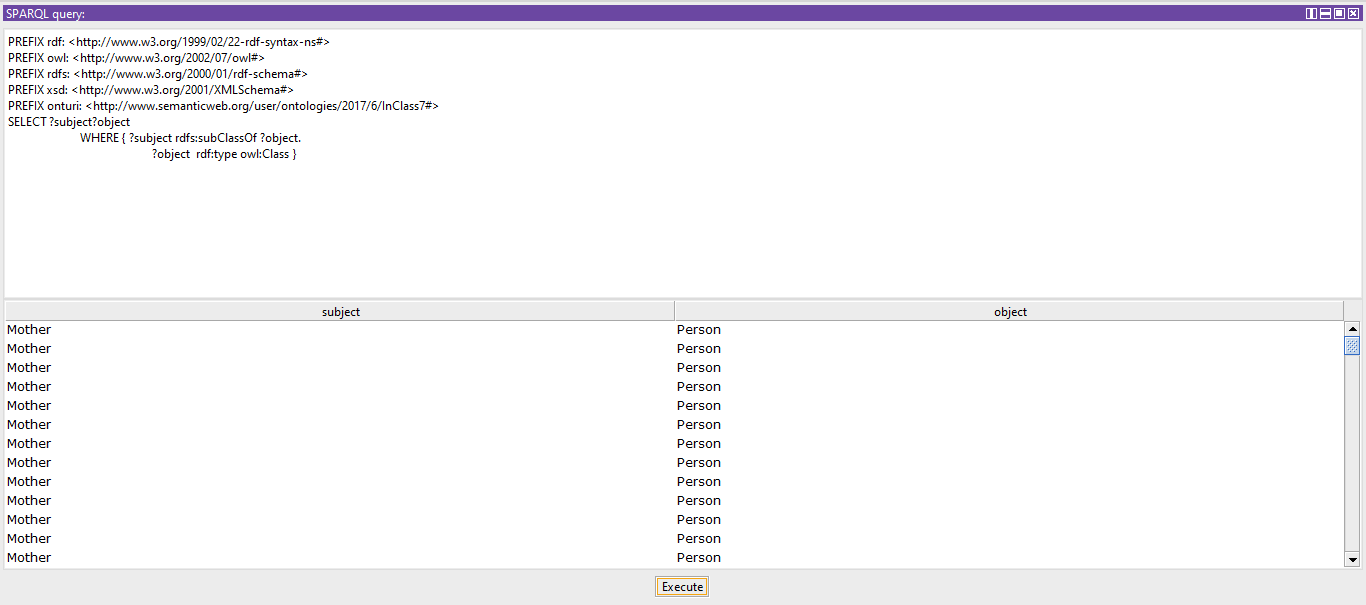 SPARQL query:
PREFIX rdf: <http://www.w3.org/1999/02/22-rdf-syntax-ns#>
PREFIX owl: <http://www.w3.org/2002/07/owl#>
PREFIX rdfs: <http://www.w3.org/2000/01/rdf-schema#>
PREFIX xsd: <http://www.w3.org/2001/XMLSchema#>
PREFIX onturi: <http://www.semanticweb.org/user/ontologies/2017/6/InClass7#>
SELECT ?subject?object
WHERE { ?subject rdfs:subClassOf ?object.
?object rdf:type owl:Class }
subject object
Mother Person
Mother Person
Mother Person
Mother Person
Mother Person
Mother Person
Mother Person
Mother Person
Mother Person
Mother Person
Mother Person
Mother Person
Mother Person
Execute